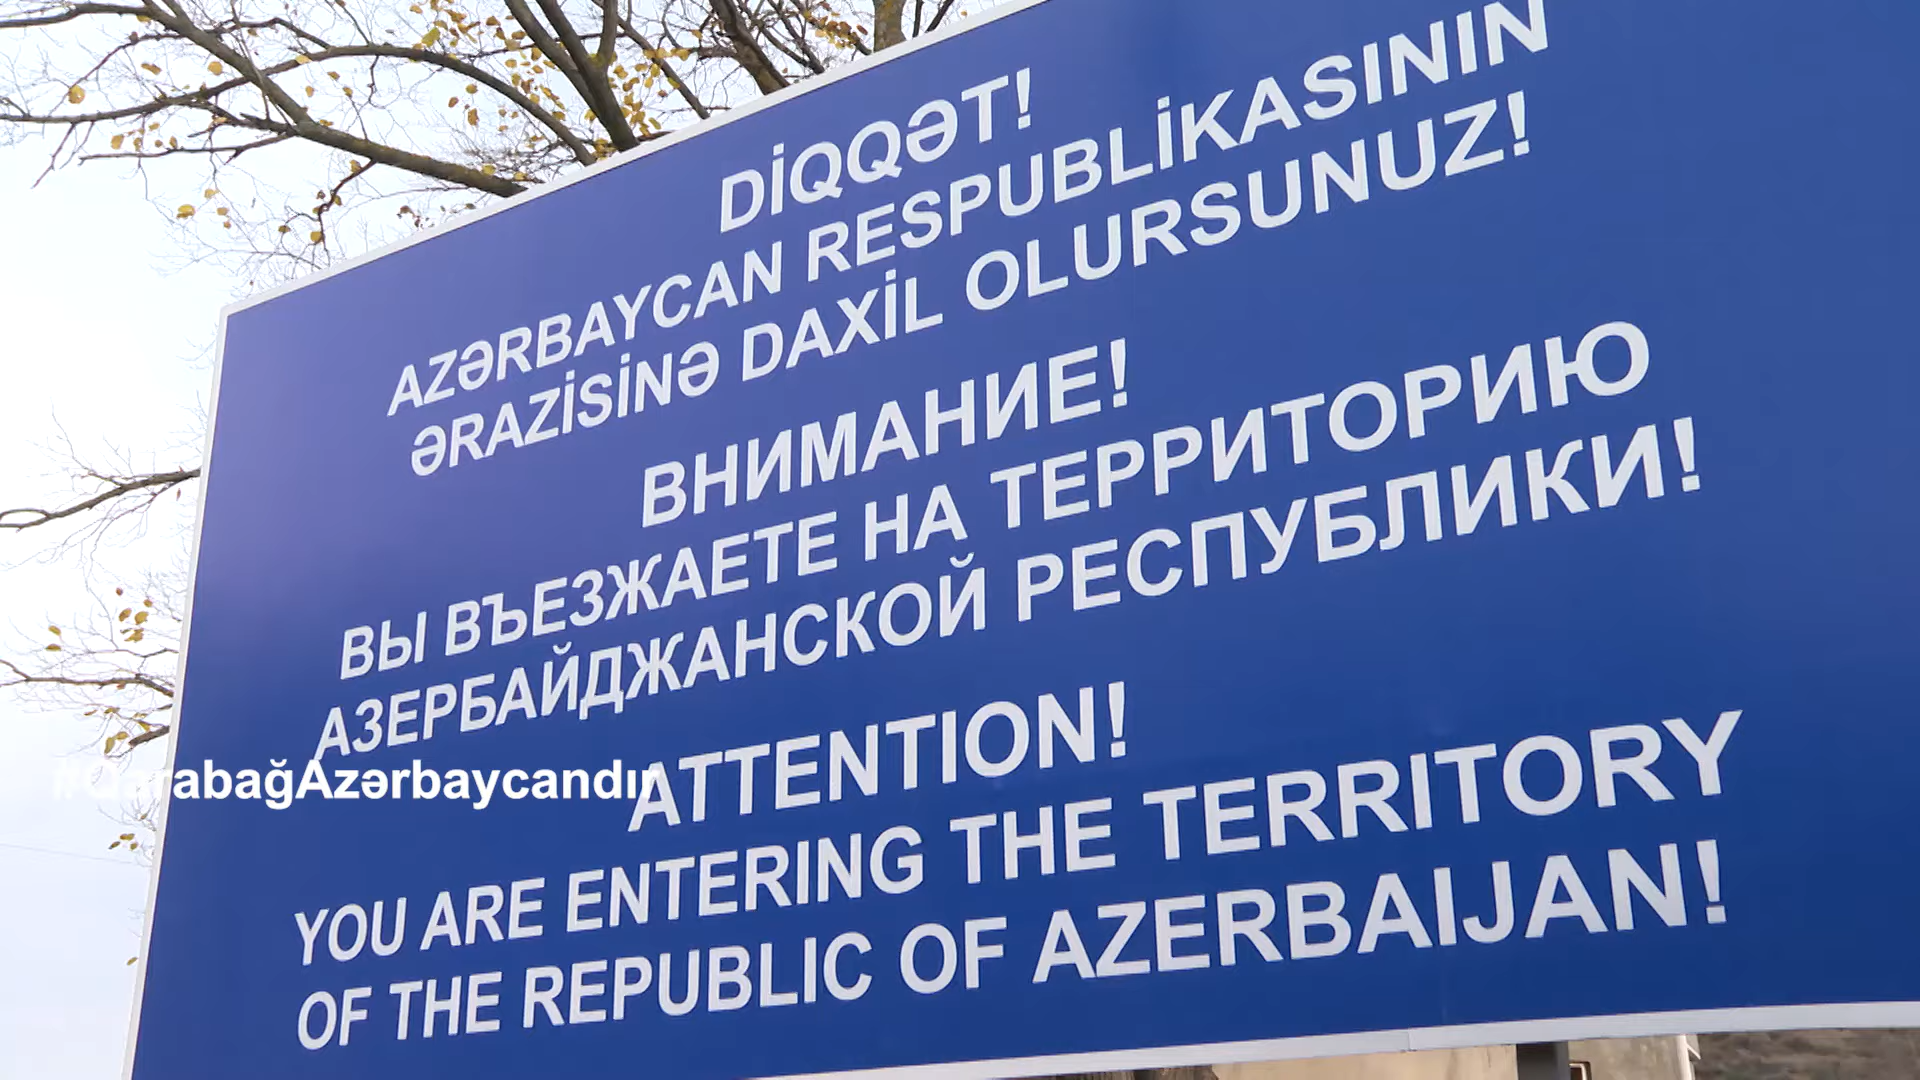 DİQQƏT!
AZƏRBAYCAN RESPUBLİKASININ
ƏRAZİSİNƏ DAXİL OLURSUNUZ!
ВНИМАНИЕ!
ВЫ ВЪЕЗЖАЕТЕ НА ТЕРРИТОРИЮ
АЗЕРБАЙДЖАНСКОЙ РЕСПУБЛИКИ!
#QarabağAzərbaycandır
ATTENTION!
YOU ARE ENTERING THE TERRITORY
OF THE REPUBLIC OF AZERBAIJAN!